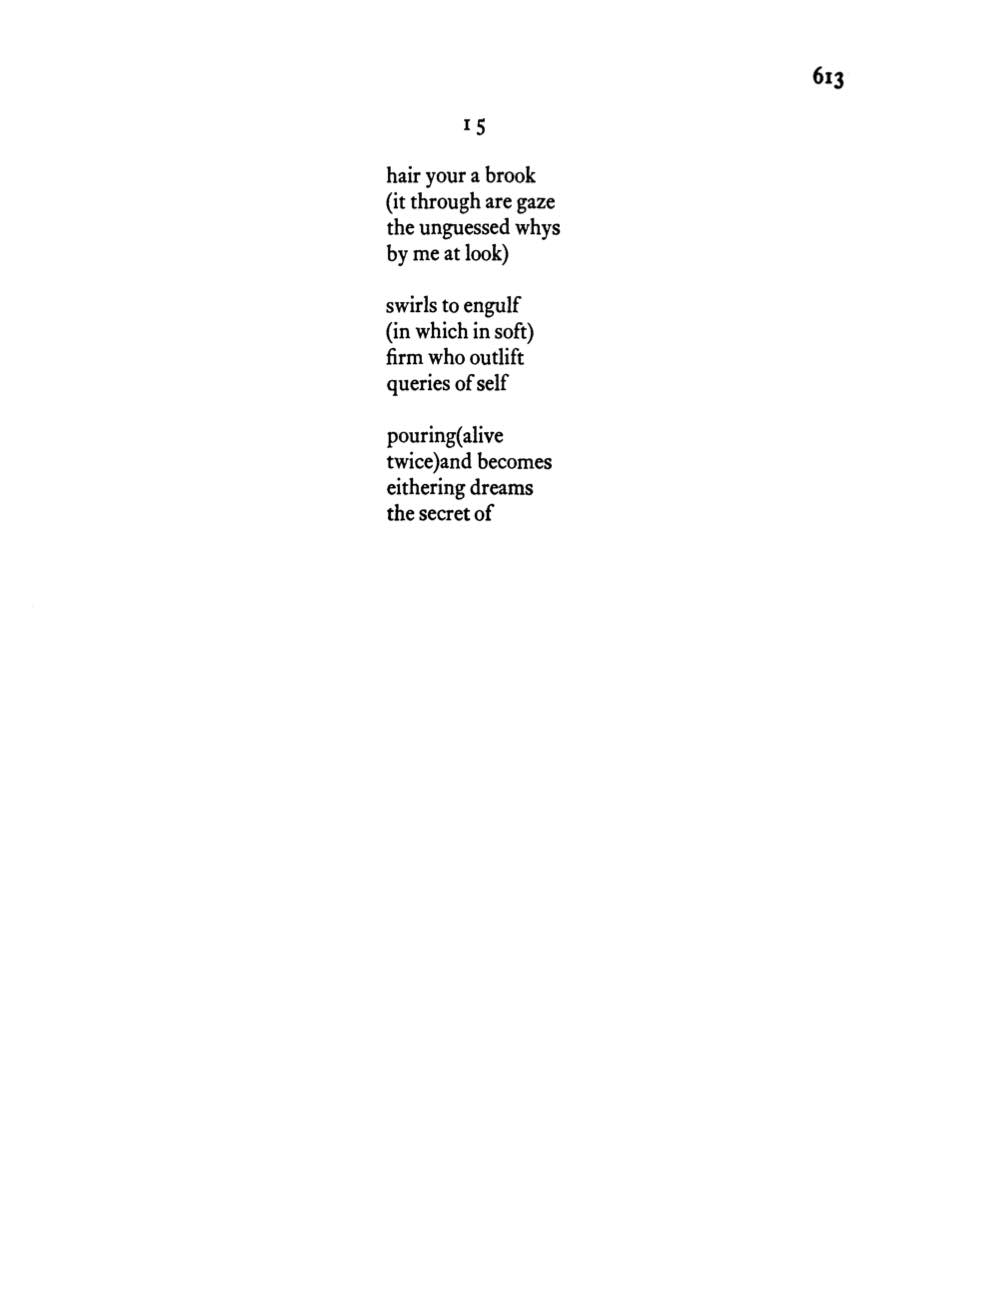 613
15
hair your a brook
(it through are gaze
the unguessed whys
by me at look)
swirls to engulf
(in which in soft)
firm who outlift
queries of self
pouring(alive
twice)and becomes
eithering dreams
the secret of